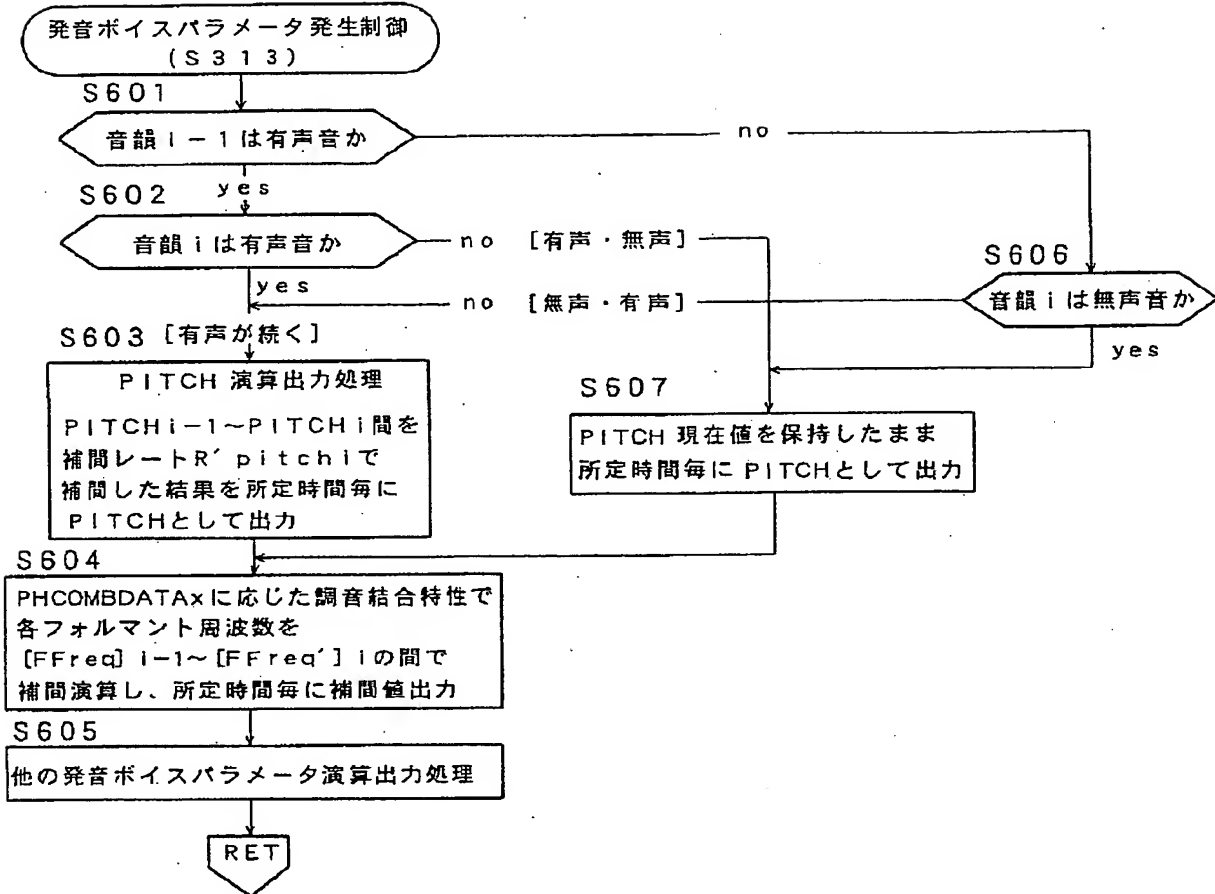 発音ボイスパラメータ発生制御
(S313)
S601
音韻i-1は有声音か
no
yes
S602
音韻iは有声音か
no [有声・無声]
S606
音韻iは無声音か
yes
no [無声・有声]
yes
S603 [有声が続く]
PITCH 演算出力処理
PITCHi-1~PITCHi間を
補間レートR´pitchiで
補間した結果を所定時間毎に
PITCHとして出力
S607
PITCH 現在値を保持したまま
所定時間毎に PITCHとして出力
S604
PHCOMBDATAxに応じた調音結合特性で
各フォルマント周波数を
[FFreq] i-1~[FFreq´] iの間で
補間演算し、所定時間毎に補間値出力
S605
他の発音ボイスパラメータ演算出力処理
RET